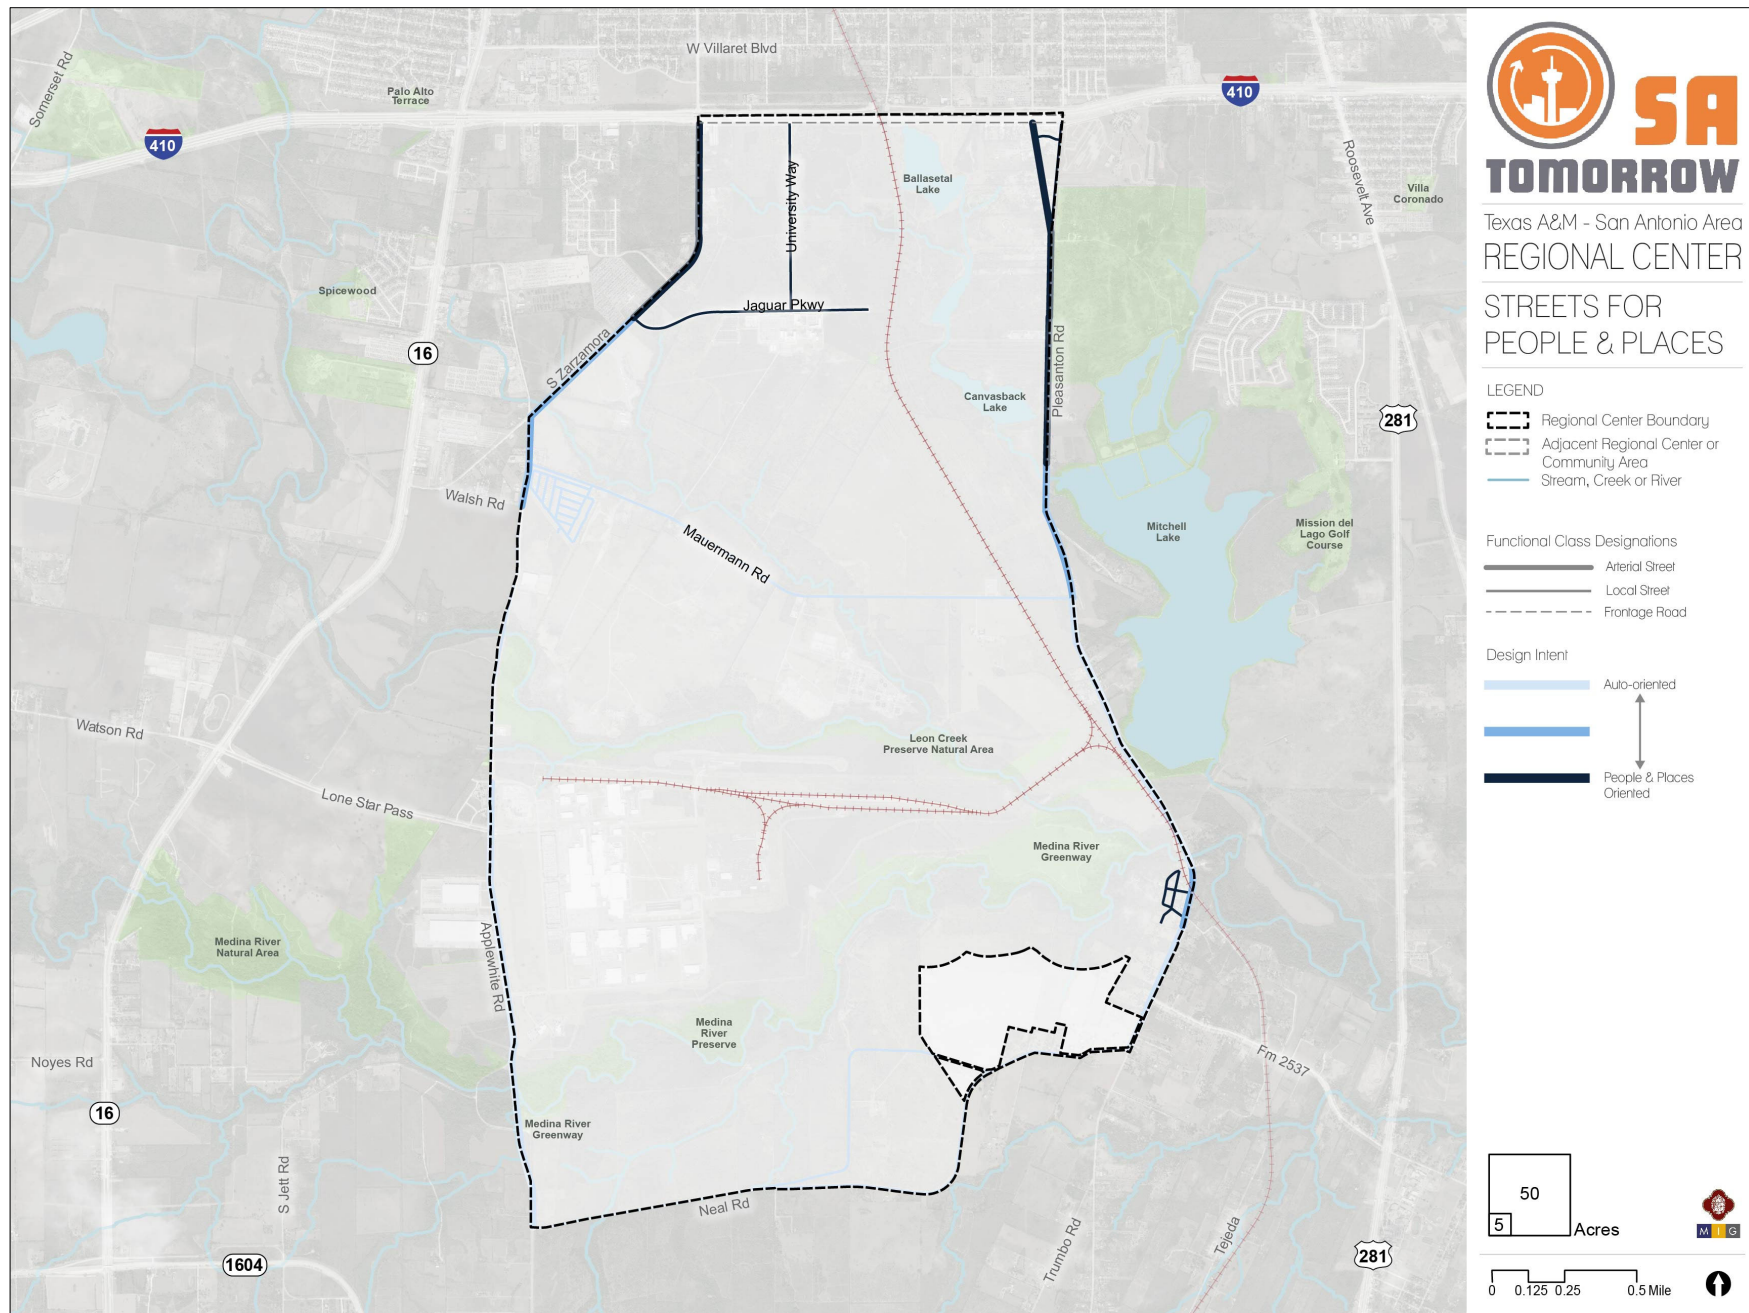 W Villaret Blvd
Somerset Rd
Palo Alto
Terrace
410
410
Roosevelt Ave
Villa
Coronado
Ballasetal
Lake
University Way
Spicewood
Jaguar Pkwy
16
S Zarzamora
Pleasanton Rd
Canvasback
Lake
281
Walsh Rd
Mauermann Rd
Mitchell
Lake
Mission del
Lago Golf
Course
Watson Rd
Leon Creek
Preserve Natural Area
Lone Star Pass
Medina River
Greenway
Medina River
Natural Area
Applewhite Rd
Medina
River
Preserve
Noyes Rd
Fm 2537
16
Medina River
Greenway
S Jett Rd
Neal Rd
Trumbo Rd
Tejeda
1604
281
SA
TOMORROW
Texas A&M - San Antonio Area
REGIONAL CENTER
STREETS FOR
PEOPLE & PLACES
LEGEND
Regional Center Boundary
Adjacent Regional Center or
Community Area
Stream, Creek or River
Functional Class Designations
Arterial Street
Local Street
Frontage Road
Design Intent
Auto-oriented
People & Places
Oriented
50
5
Acres
M I G
0 0.125 0.25 0.5 Mile